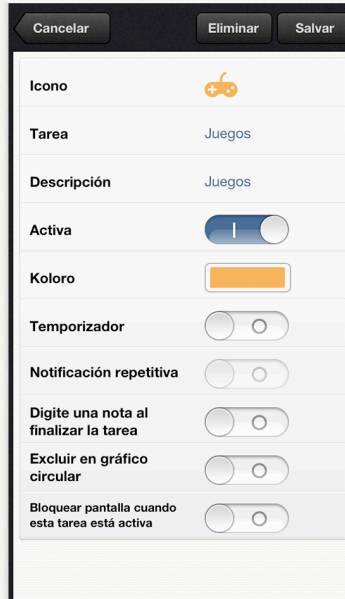 Cancelar Eliminar Salvar
Icono
Tarea Juegos
Descripción Juegos
Activa
Koloro
Temporizador
Notificación repetitiva
Digite una nota al
finalizar la tarea
Excluir en gráfico
circular
Bloquear pantalla cuando
esta tarea está activa